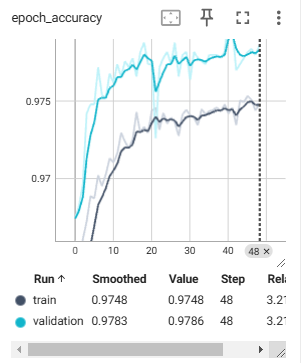 epoch_accuracy
0.975
0.97
0 10 20 30 40 48 ×
Run ↑ Smoothed Value Step Rela
train 0.9748 0.9748 48 3.21
validation 0.9783 0.9786 48 3.21